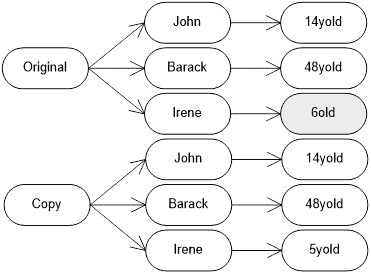 John 14yold
Original Barack 48yold
Irene 6old
John 14yold
Copy Barack 48yold
Irene 5yold